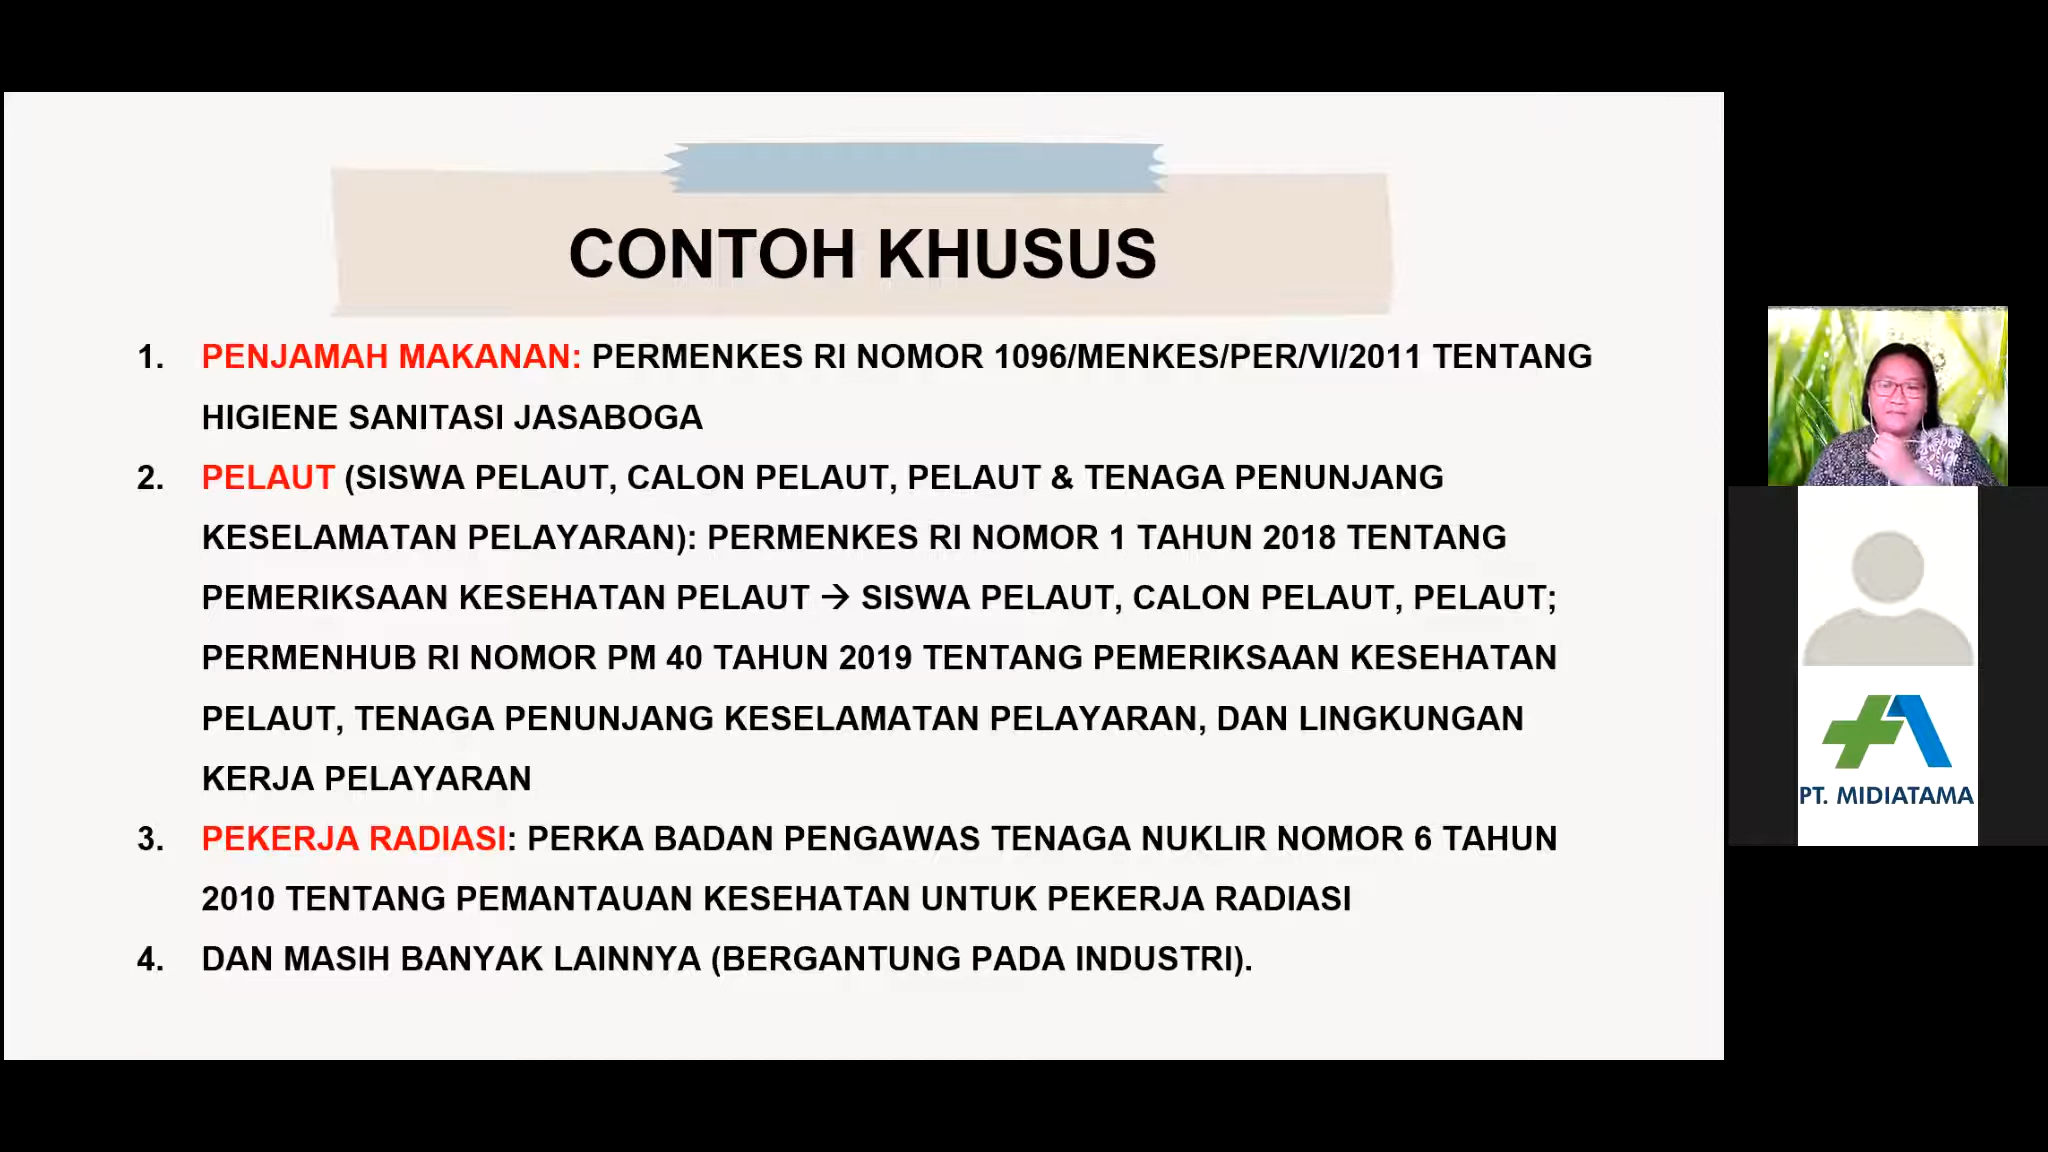 CONTOH KHUSUS
1. PENJAMAH MAKANAN: PERMENKES RI NOMOR 1096/MENKES/PER/VI/2011 TENTANG
HIGIENE SANITASI JASABOGA
2. PELAUT (SISWA PELAUT, CALON PELAUT, PELAUT & TENAGA PENUNJANG
KESELAMATAN PELAYARAN): PERMENKES RI NOMOR 1 TAHUN 2018 TENTANG
PEMERIKSAAN KESEHATAN PELAUT → SISWA PELAUT, CALON PELAUT, PELAUT;
PERMENHUB RI NOMOR PM 40 TAHUN 2019 TENTANG PEMERIKSAAN KESEHATAN
PELAUT, TENAGA PENUNJANG KESELAMATAN PELAYARAN, DAN LINGKUNGAN
KERJA PELAYARAN
3. PEKERJA RADIASI: PERKA BADAN PENGAWAS TENAGA NUKLIR NOMOR 6 TAHUN
2010 TENTANG PEMANTAUAN KESEHATAN UNTUK PEKERJA RADIASI
4. DAN MASIH BANYAK LAINNYA (BERGANTUNG PADA INDUSTRI).
PT. MIDIATAMA